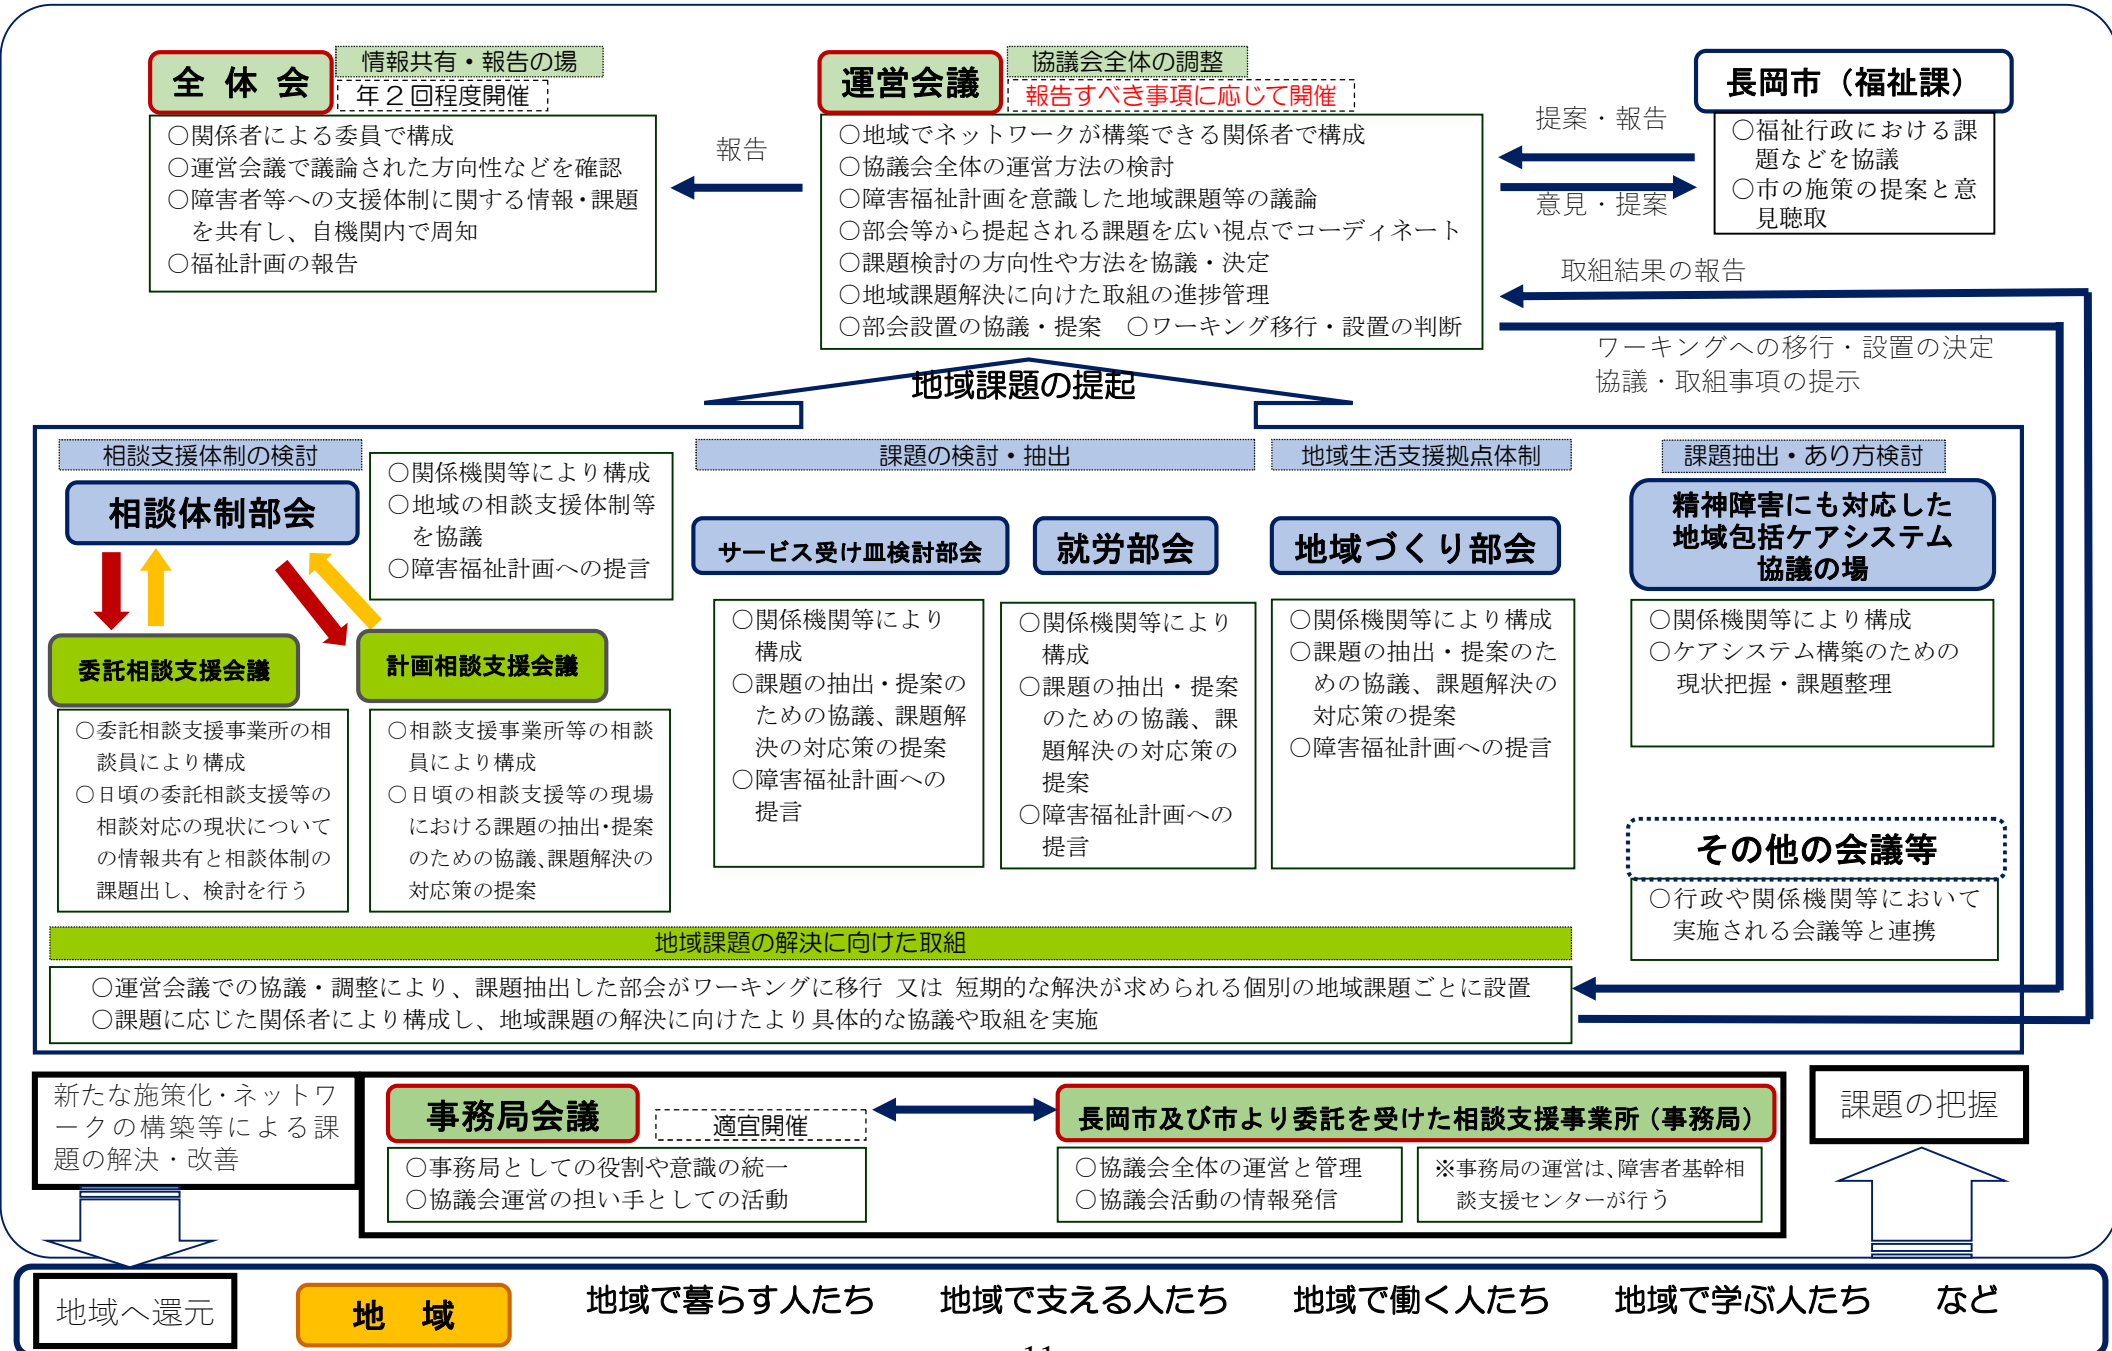 全 体 会
情報共有・報告の場
年２回程度開催
○関係者による委員で構成
○運営会議で議論された方向性などを確認
○障害者等への支援体制に関する情報・課題
を共有し、自機関内で周知
○福祉計画の報告
報告
運営会議
協議会全体の調整
報告すべき事項に応じて開催
○地域でネットワークが構築できる関係者で構成
○協議会全体の運営方法の検討
○障害福祉計画を意識した地域課題等の議論
○部会等から提起される課題を広い視点でコーディネート
○課題検討の方向性や方法を協議・決定
○地域課題解決に向けた取組の進捗管理
○部会設置の協議・提案　○ワーキング移行・設置の判断
提案・報告
意見・提案
長岡市（福祉課）
○福祉行政における課
題などを協議
○市の施策の提案と意
見聴取
取組結果の報告
ワーキングへの移行・設置の決定
協議・取組事項の提示
地域課題の提起
相談支援体制の検討
相談体制部会
○関係機関等により構成
○地域の相談支援体制等
を協議
○障害福祉計画への提言
委託相談支援会議
○委託相談支援事業所の相
談員により構成
○日頃の委託相談支援等の
相談対応の現状について
の情報共有と相談体制の
課題出し、検討を行う
計画相談支援会議
○相談支援事業所等の相談
員により構成
○日頃の相談支援等の現場
における課題の抽出・提案
のための協議、課題解決の
対応策の提案
課題の検討・抽出
サービス受け皿検討部会
○関係機関等により
構成
○課題の抽出・提案の
ための協議、課題解
決の対応策の提案
○障害福祉計画への
提言
就労部会
○関係機関等により
構成
○課題の抽出・提案
のための協議、課
題解決の対応策の
提案
○障害福祉計画への
提言
地域生活支援拠点体制
地域づくり部会
○関係機関等により構成
○課題の抽出・提案のた
めの協議、課題解決の
対応策の提案
○障害福祉計画への提言
課題抽出・あり方検討
精神障害にも対応した
地域包括ケアシステム
協議の場
○関係機関等により構成
○ケアシステム構築のための
現状把握・課題整理
その他の会議等
○行政や関係機関等において
実施される会議等と連携
地域課題の解決に向けた取組
○運営会議での協議・調整により、課題抽出した部会がワーキングに移行 又は 短期的な解決が求められる個別の地域課題ごとに設置
○課題に応じた関係者により構成し、地域課題の解決に向けたより具体的な協議や取組を実施
新たな施策化・ネットワ
ークの構築等による課
題の解決・改善
事務局会議
適宜開催
○事務局としての役割や意識の統一
○協議会運営の担い手としての活動
長岡市及び市より委託を受けた相談支援事業所（事務局）
○協議会全体の運営と管理
○協議会活動の情報発信
※事務局の運営は、障害者基幹相
談支援センターが行う
課題の把握
地域へ還元
地　域
地域で暮らす人たち　地域で支える人たち　地域で働く人たち　地域で学ぶ人たち　など
11